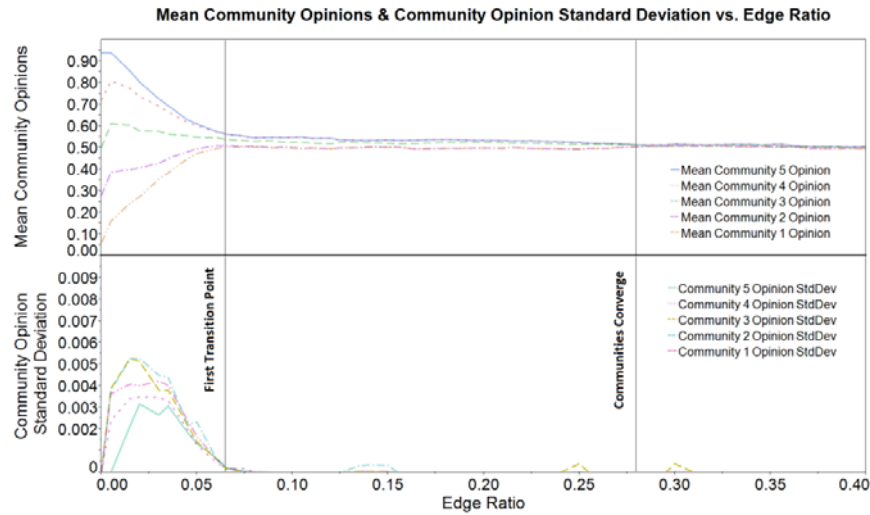 Mean Community Opinions & Community Opinion Standard Deviation vs. Edge Ratio
Mean Community Opinions
0.90
0.80
0.70
0.60
0.50
0.40
0.30
0.20
0.10
0.00
Mean Community 5 Opinion
Mean Community 4 Opinion
Mean Community 3 Opinion
Mean Community 2 Opinion
Mean Community 1 Opinion
Community Opinion
Standard Deviation
0.009
0.008
0.007
0.006
0.005
0.004
0.003
0.002
0
First Transition Point
Communities Converge
Community 5 Opinion StdDev
Community 4 Opinion StdDev
Community 3 Opinion StdDev
Community 2 Opinion StdDev
Community 1 Opinion StdDev
0.00 0.05 0.10 0.15 0.20 0.25 0.30 0.35 0.40
Edge Ratio